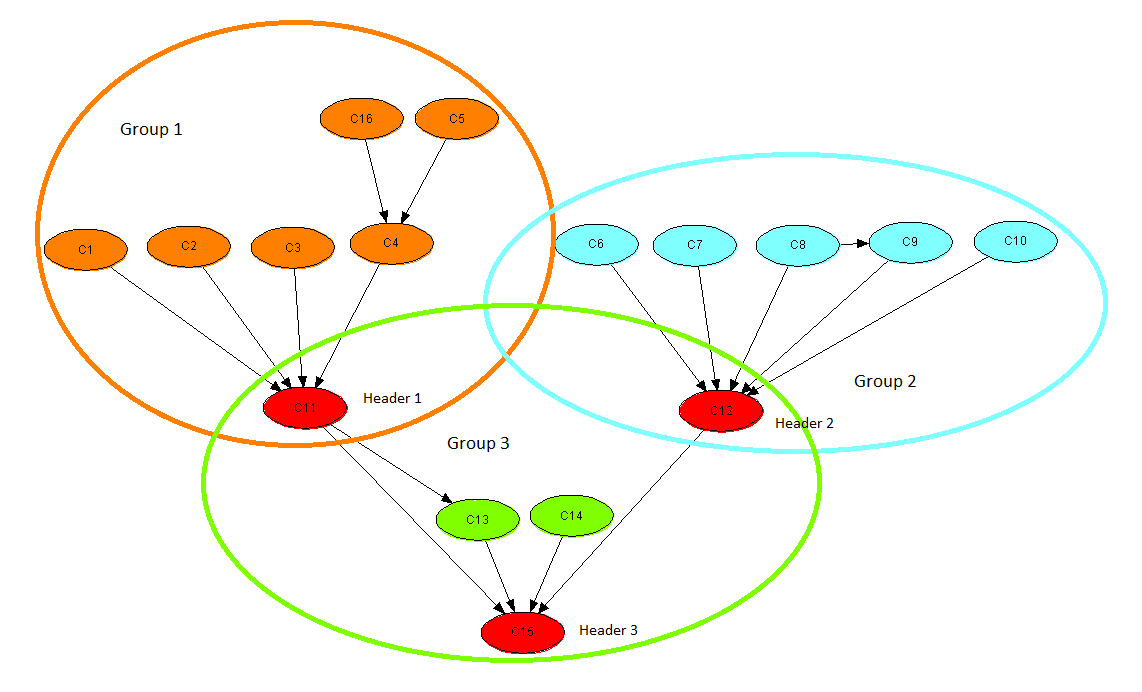 C16
C5
Group 1
C1
C2
C3
C4
C6
C7
C8
C9
C10
Group 2
C11
Header 1
C12
Header 2
Group 3
C13
C14
C15
Header 3